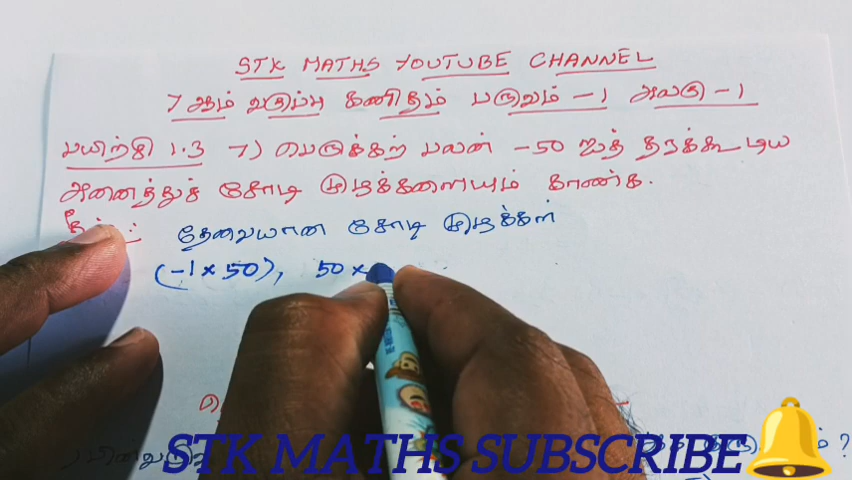 STK MATHS YOUTUBE CHANNEL
7 ஆம் வகுப்பு கணிதம் பருவம் - 1 அலகு - 1
பயிற்சி 1.3 7) பெருக்கற் பலன் -50 ஐத் தரக்கூடிய
அனைத்துச் சோடி முழுக்களையும் காண்க.
தேவையான சோடி முழுக்கள்
(-1 × 50), 50 ×
STK MATHS SUBSCRIBE